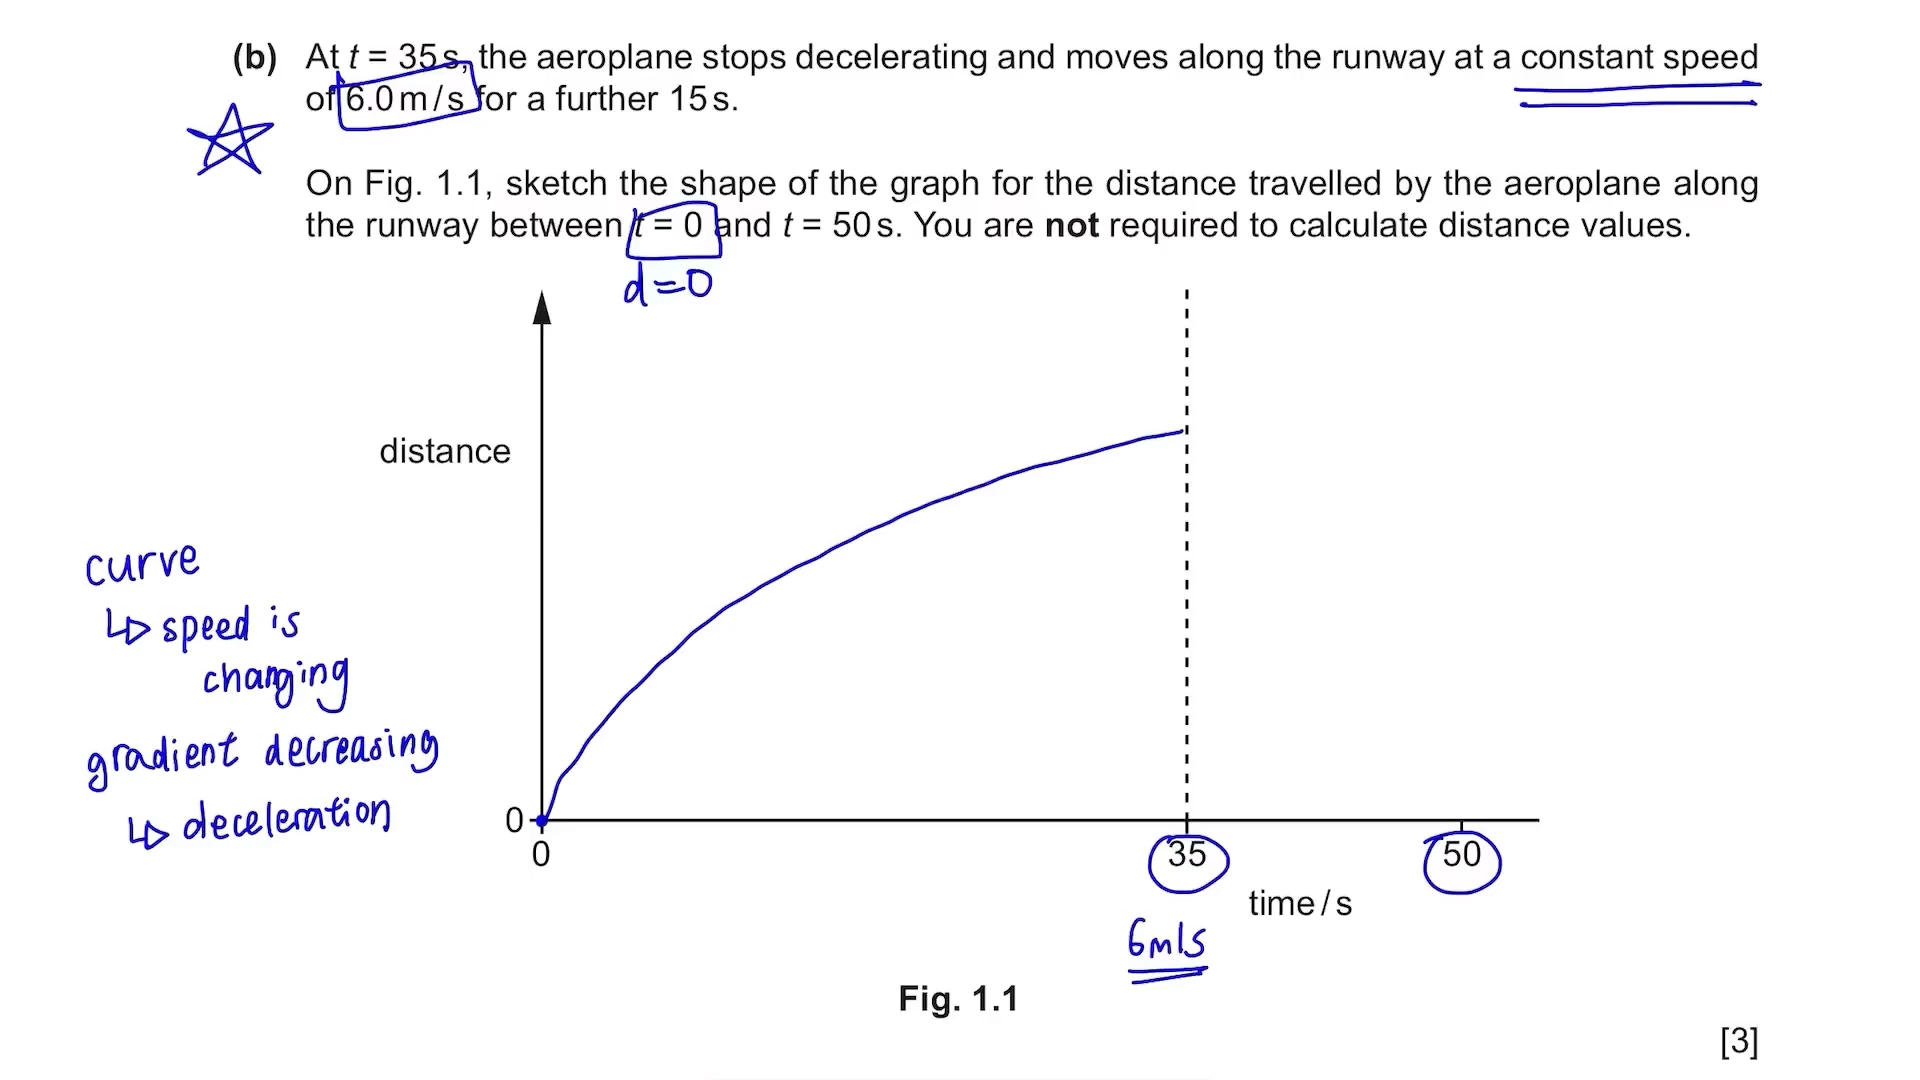 (b) At t = 35 s, the aeroplane stops decelerating and moves along the runway at a constant speed
of 6.0 m / s for a further 15 s.
On Fig. 1.1, sketch the shape of the graph for the distance travelled by the aeroplane along
the runway between t = 0 and t = 50 s. You are not required to calculate distance values.
d=0
distance
curve
↳ speed is
changing
gradient decreasing
↳ deceleration
0
0
35
50
time / s
6m/s
Fig. 1.1
[3]